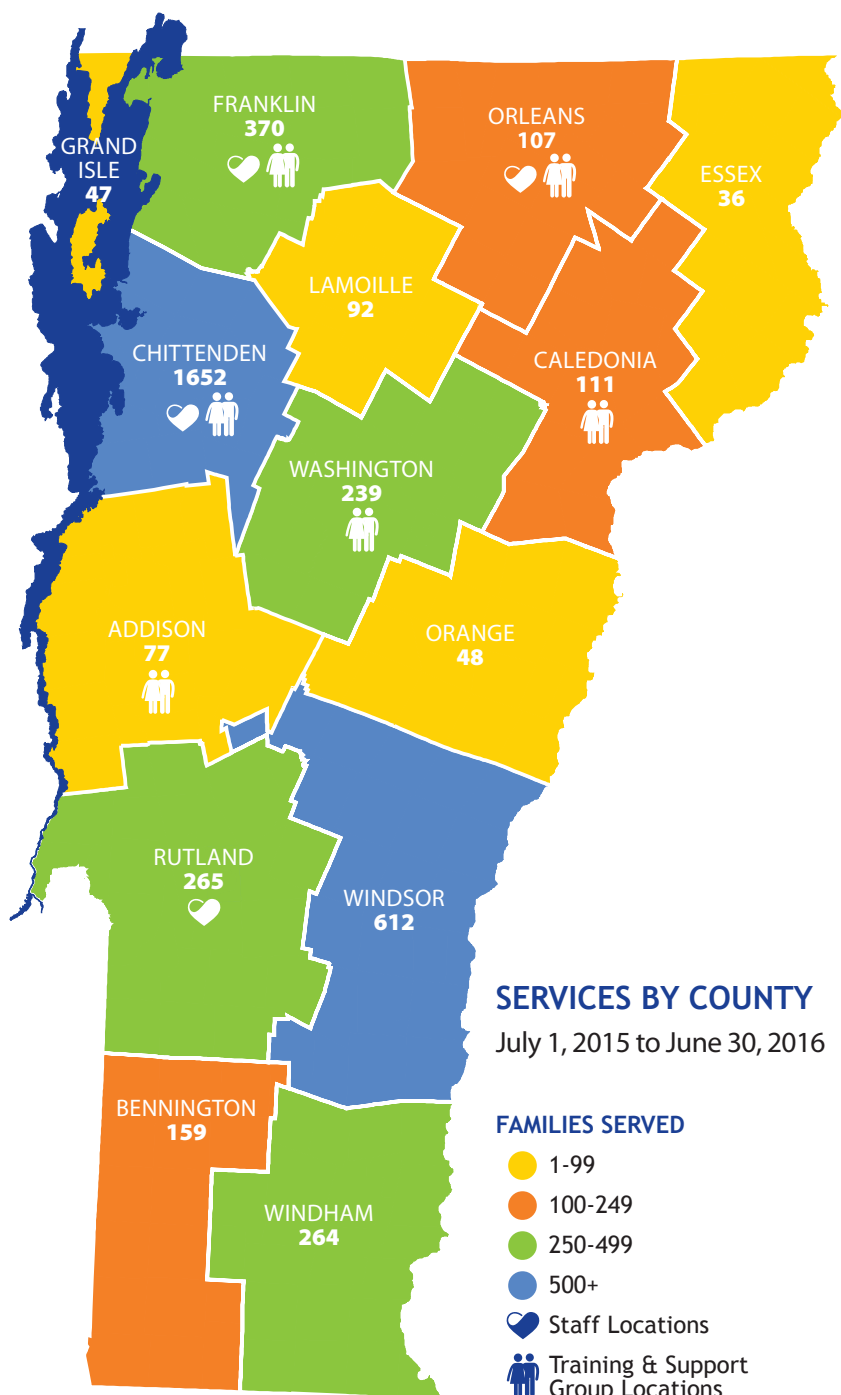 FRANKLIN
370
ORLEANS
107
GRAND
ISLE
47
ESSEX
36
LAMOILLE
92
CHITTENDEN
1652
CALEDONIA
111
WASHINGTON
239
ADDISON
77
ORANGE
48
RUTLAND
265
WINDSOR
612
BENNINGTON
159
WINDHAM
264
SERVICES BY COUNTY
July 1, 2015 to June 30, 2016
FAMILIES SERVED
1-99
100-249
250-499
500+
Staff Locations
Training & Support
Group Locations